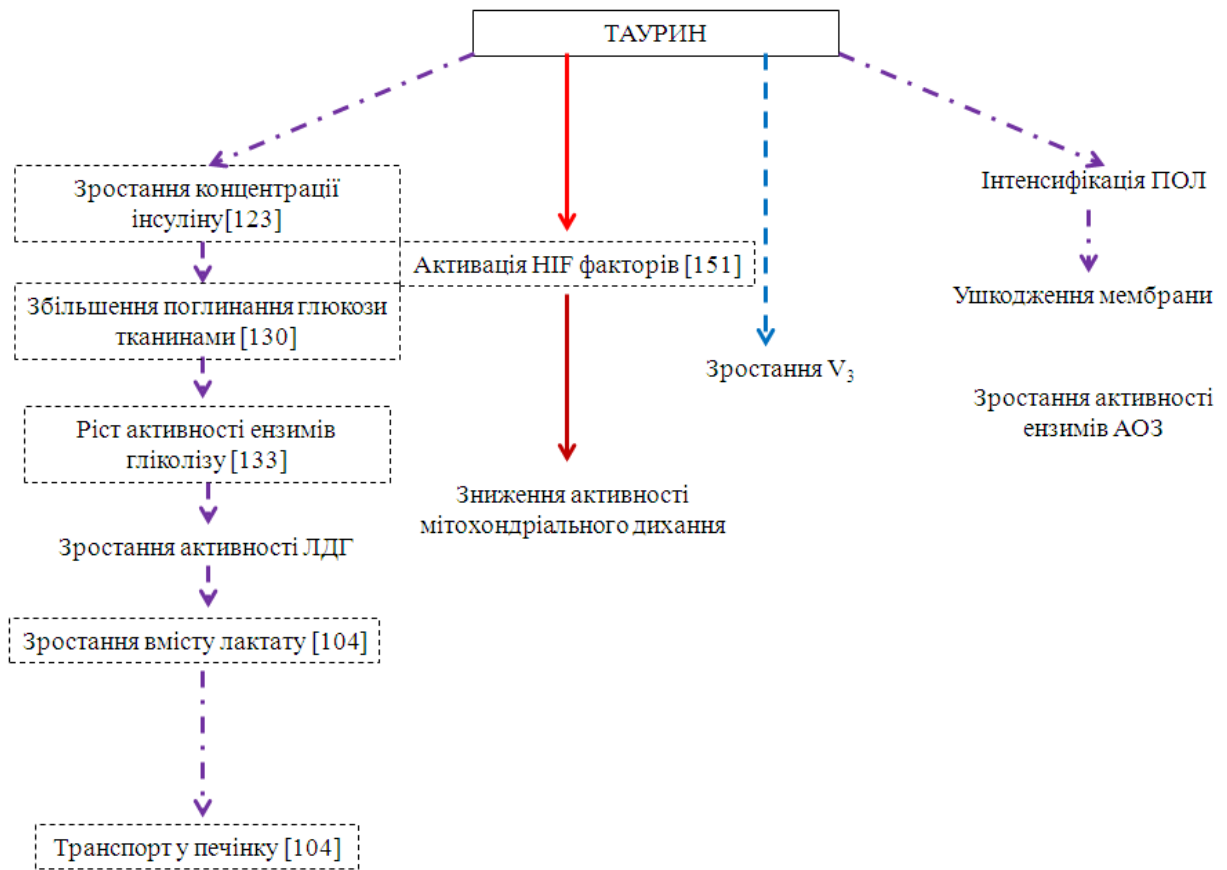 ТАУРИН
Зростання концентрації
інсуліну[123]
Збільшення поглинання глюкози
тканинами [130]
Ріст активності ензимів
гліколізу [133]
Зростання активності ЛДГ
Зростання вмісту лактату [104]
Транспорт у печінку [104]
Активація HIF факторів [151]
Зниження активності
мітохондріального дихання
Зростання V₃
Інтенсифікація ПОЛ
Ушкодження мембрани
Зростання активності
ензимів АОЗ